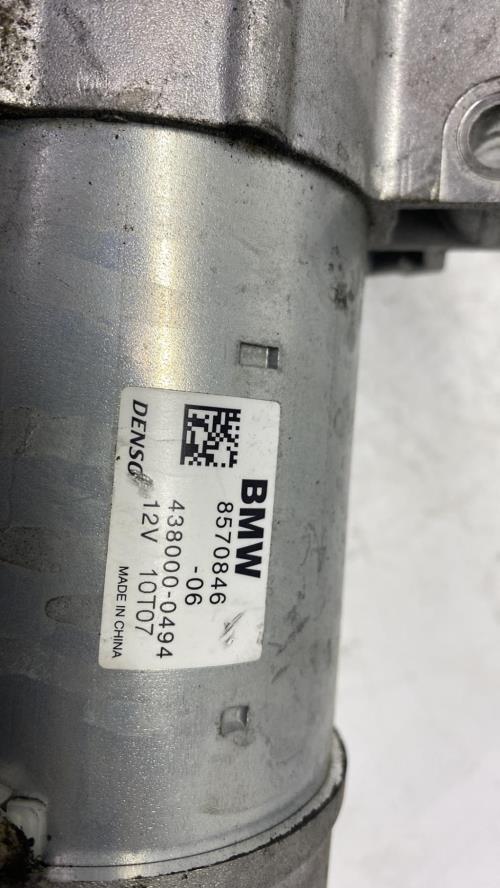 BMW
8570846
-06
438000-0494
12V 10T07
DENSO
MADE IN CHINA